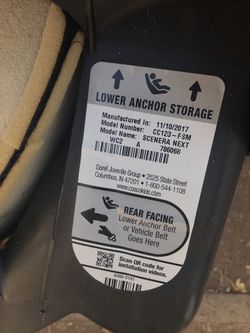 LOWER ANCHOR STORAGE
Manufactured in: 11/10/2017
Model Number: CC123-FSM
Model Name: SCENERA NEXT
WC2 A 786068
Dorel Juvenile Group • 2525 State Street
Columbus, IN 47201 • 1-800-544-1108
www.coscokids.com
REAR FACING
Lower Anchor Belt
or Vehicle Belt
Goes Here
Scan QR code for
installation videos.